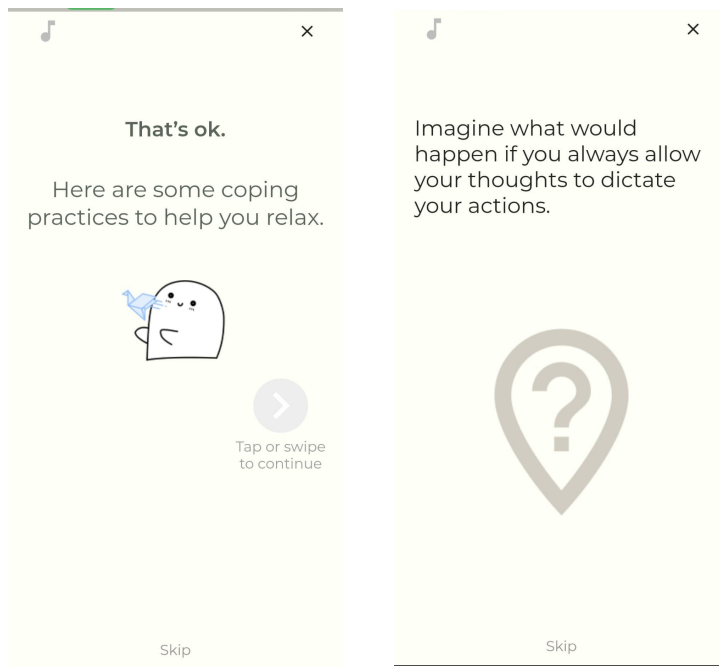 That's ok.
Here are some coping
practices to help you relax.
Tap or swipe
to continue
Skip
Imagine what would
happen if you always allow
your thoughts to dictate
your actions.
?
Skip